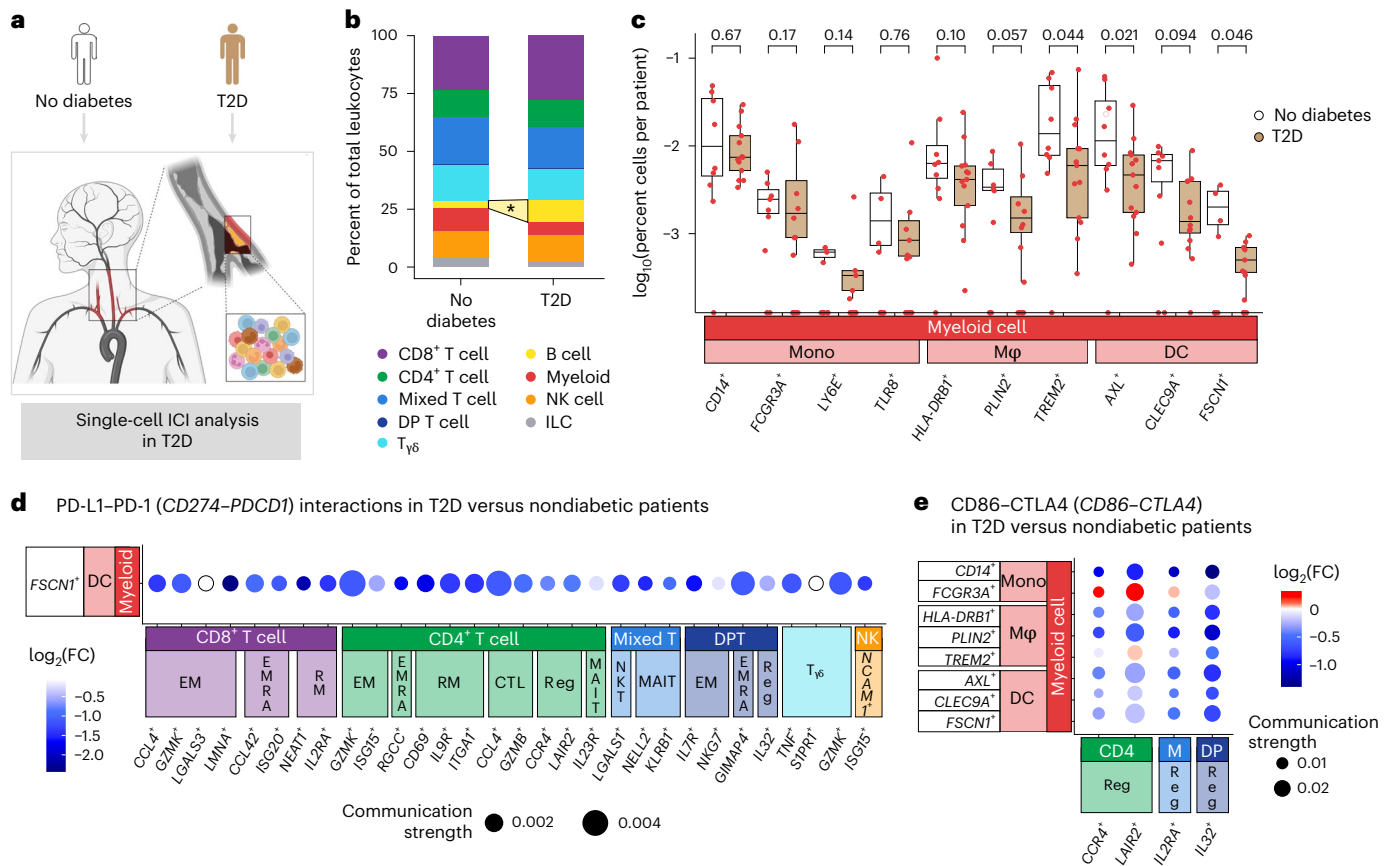 a
No diabetes
T2D
Single-cell ICI analysis
in T2D
b
Percent of total leukocytes
100
75
50
25
0
*
No
diabetes
T2D
CD8+ T cell
CD4+ T cell
Mixed T cell
DP T cell
Tγδ
B cell
Myeloid
NK cell
ILC
c
log10(percent cells per patient)
−1
−2
−3
0.67
0.17
0.14
0.76
0.10
0.057
0.044
0.021
0.094
0.046
No diabetes
T2D
Myeloid cell
Mono
Mφ
DC
CD14+
FCGR3A+
LY6E+
TLR8+
HLA-DRB1+
PLIN2+
TREM2+
AXL+
CLEC9A+
FSCN1+
d
PD-L1–PD-1 (CD274–PDCD1) interactions in T2D versus nondiabetic patients
FSCN1+
DC
Myeloid
log2(FC)
−0.5
−1.0
−1.5
−2.0
CD8+ T cell
CD4+ T cell
Mixed T
DPT
Tγδ
NK
EM
EMRA
RM
EM
EMRA
RM
CTL
Reg
MAIT
NKT
MAIT
EM
EMRA
Reg
NCAM1+
CCL4+
GZMK+
LGALS3+
LMNA+
CCL42+
ISG20+
NEAT1+
IL2RA+
GZMK+
ISG15+
RGCC+
CD69+
IL9R+
ITGA1+
CCL4+
GZMB+
CCR4+
LAIR2+
IL23R+
LGALS1+
NELL2+
KLRB1+
IL7R+
NKG7+
GIMAP4+
IL32+
TNF+
S1PR1+
GZMK+
ISG15+
Communication
strength
0.002
0.004
e
CD86–CTLA4 (CD86–CTLA4)
in T2D versus nondiabetic patients
CD14+
FCGR3A+
HLA-DRB1+
PLIN2+
TREM2+
AXL+
CLEC9A+
FSCN1+
Mono
Mφ
DC
Myeloid cell
CD4
M
DP
Reg
Reg
Reg
CCR4+
LAIR2+
IL2RA+
IL32+
log2(FC)
0
−0.5
−1.0
Communication
strength
0.01
0.02